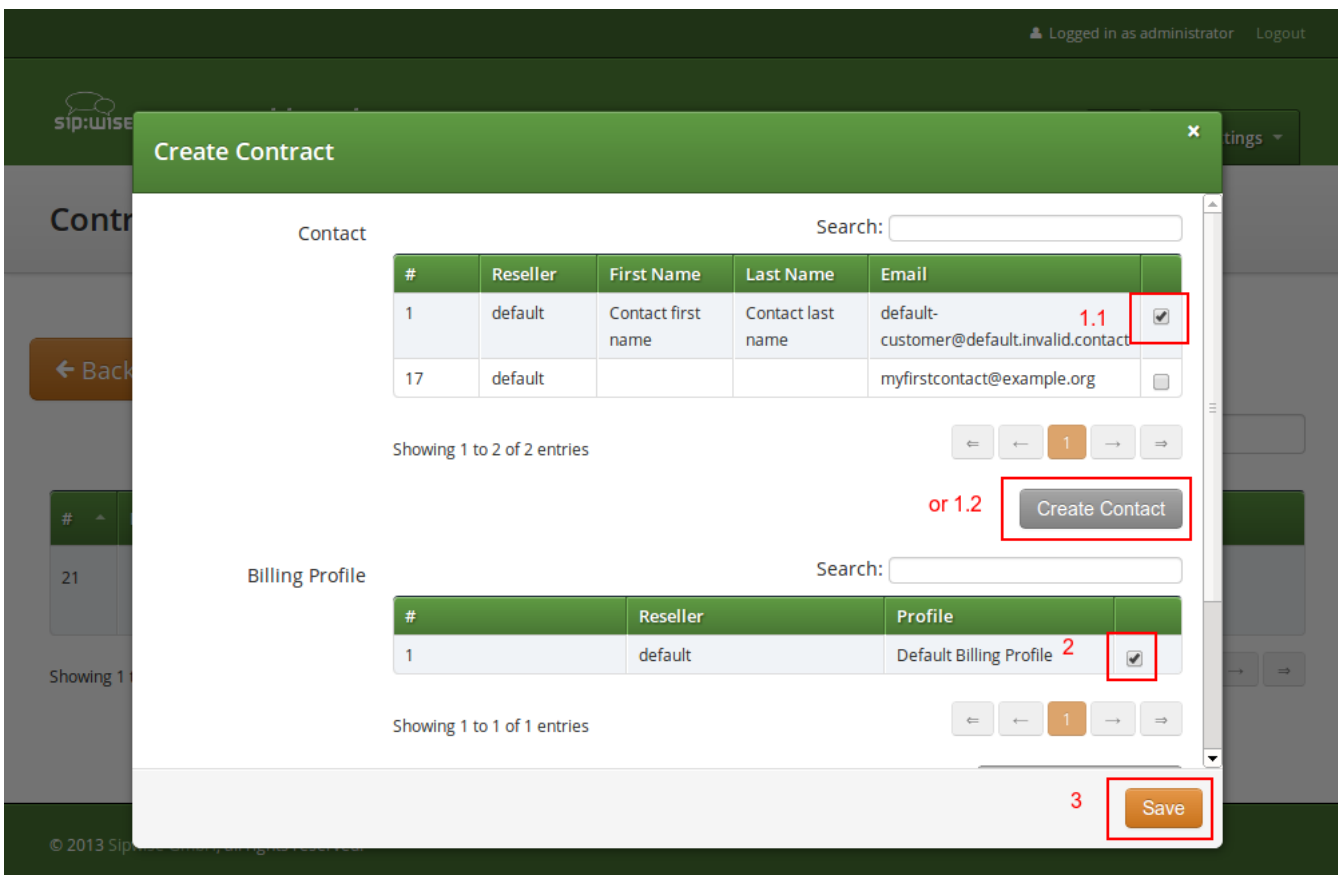 Logged in as administrator Logout
sip:wise
tings
Create Contract ×
Contr
Contact
Search:
# Reseller First Name Last Name Email
1 default Contact first name Contact last name default-customer@default.invalid.contact 1.1
17 default myfirstcontact@example.org
← Back
Showing 1 to 2 of 2 entries ⇐ ← 1 → ⇒
or 1.2 Create Contact
#
21
Billing Profile
Search:
# Reseller Profile
1 default Default Billing Profile 2
Showing 1
→ ⇒
Showing 1 to 1 of 1 entries ⇐ ← 1 → ⇒
3 Save
© 2013 Sip